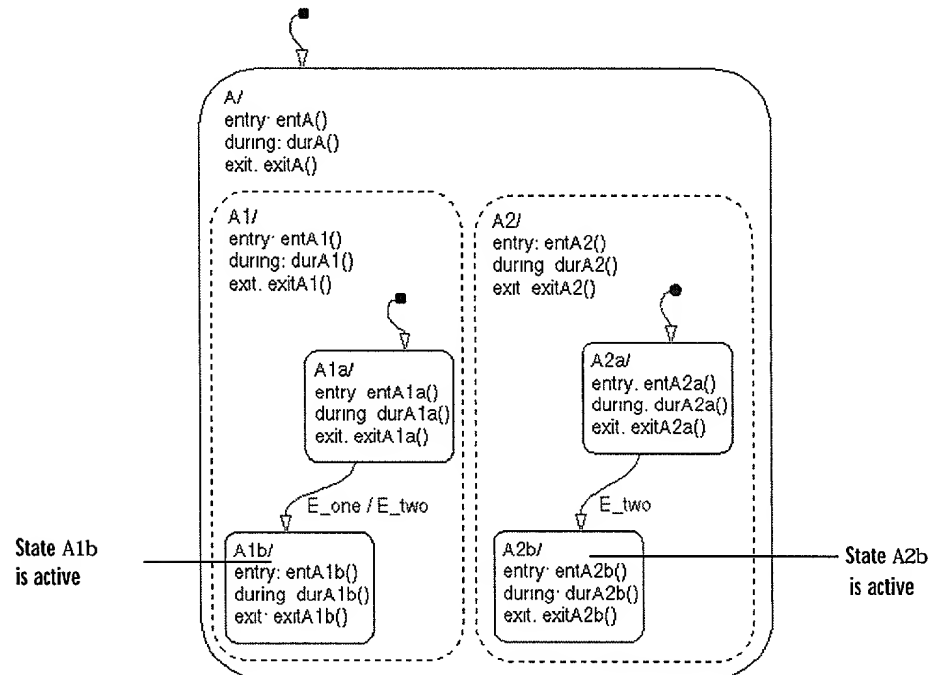 A/
entry· entA()
during: durA()
exit. exitA()
A1/
entry· entA1()
during: durA1()
exit. exitA1()
A2/
entry: entA2()
during durA2()
exit exitA2()
A1a/
entry entA1a()
during durA1a()
exit. exitA1a()
A2a/
entry. entA2a()
during. durA2a()
exit. exitA2a()
E_one / E_two
E_two
State A1b
is active
A1b/
entry: entA1b()
during durA1b()
exit· exitA1b()
A2b/
entry· entA2b()
during· durA2b()
exit. exitA2b()
State A2b
is active